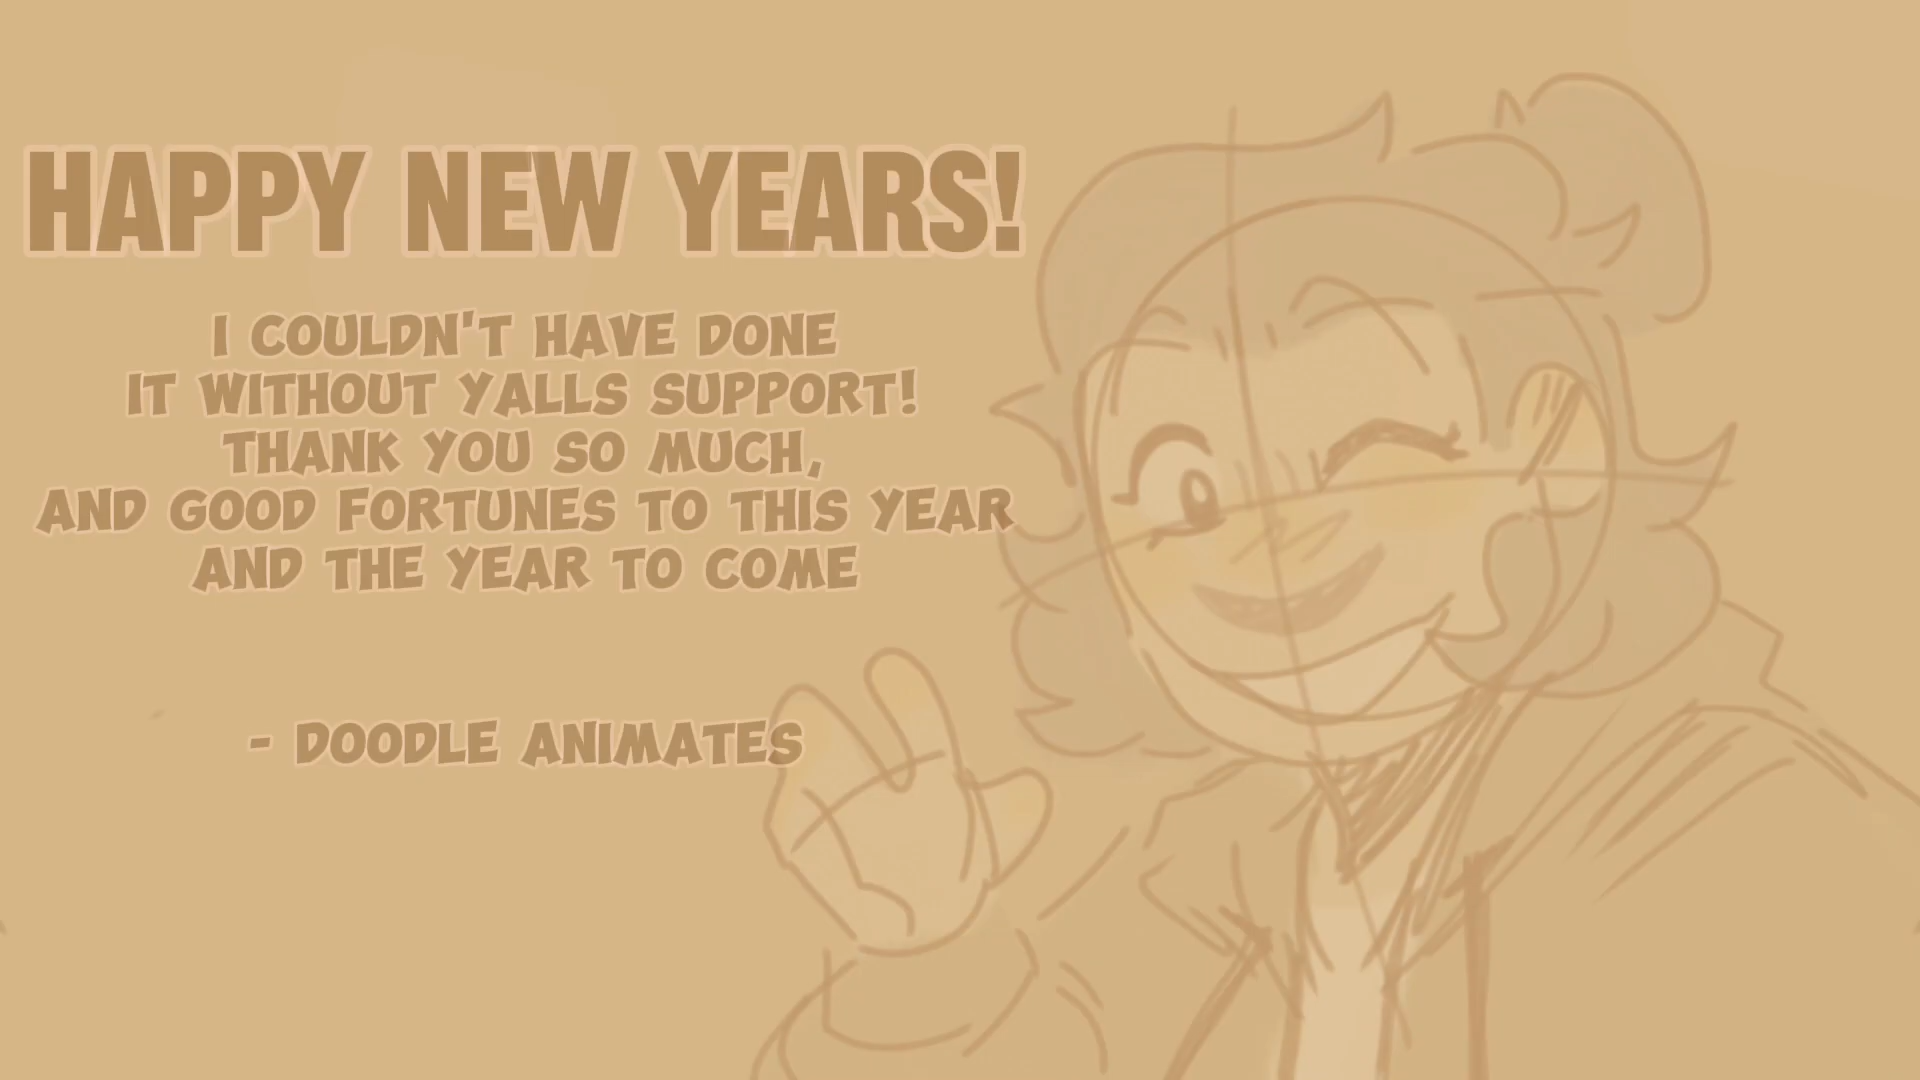 HAPPY NEW YEARS!
I COULDN'T HAVE DONE
IT WITHOUT YALLS SUPPORT!
THANK YOU SO MUCH,
AND GOOD FORTUNES TO THIS YEAR
AND THE YEAR TO COME
- DOODLE ANIMATES